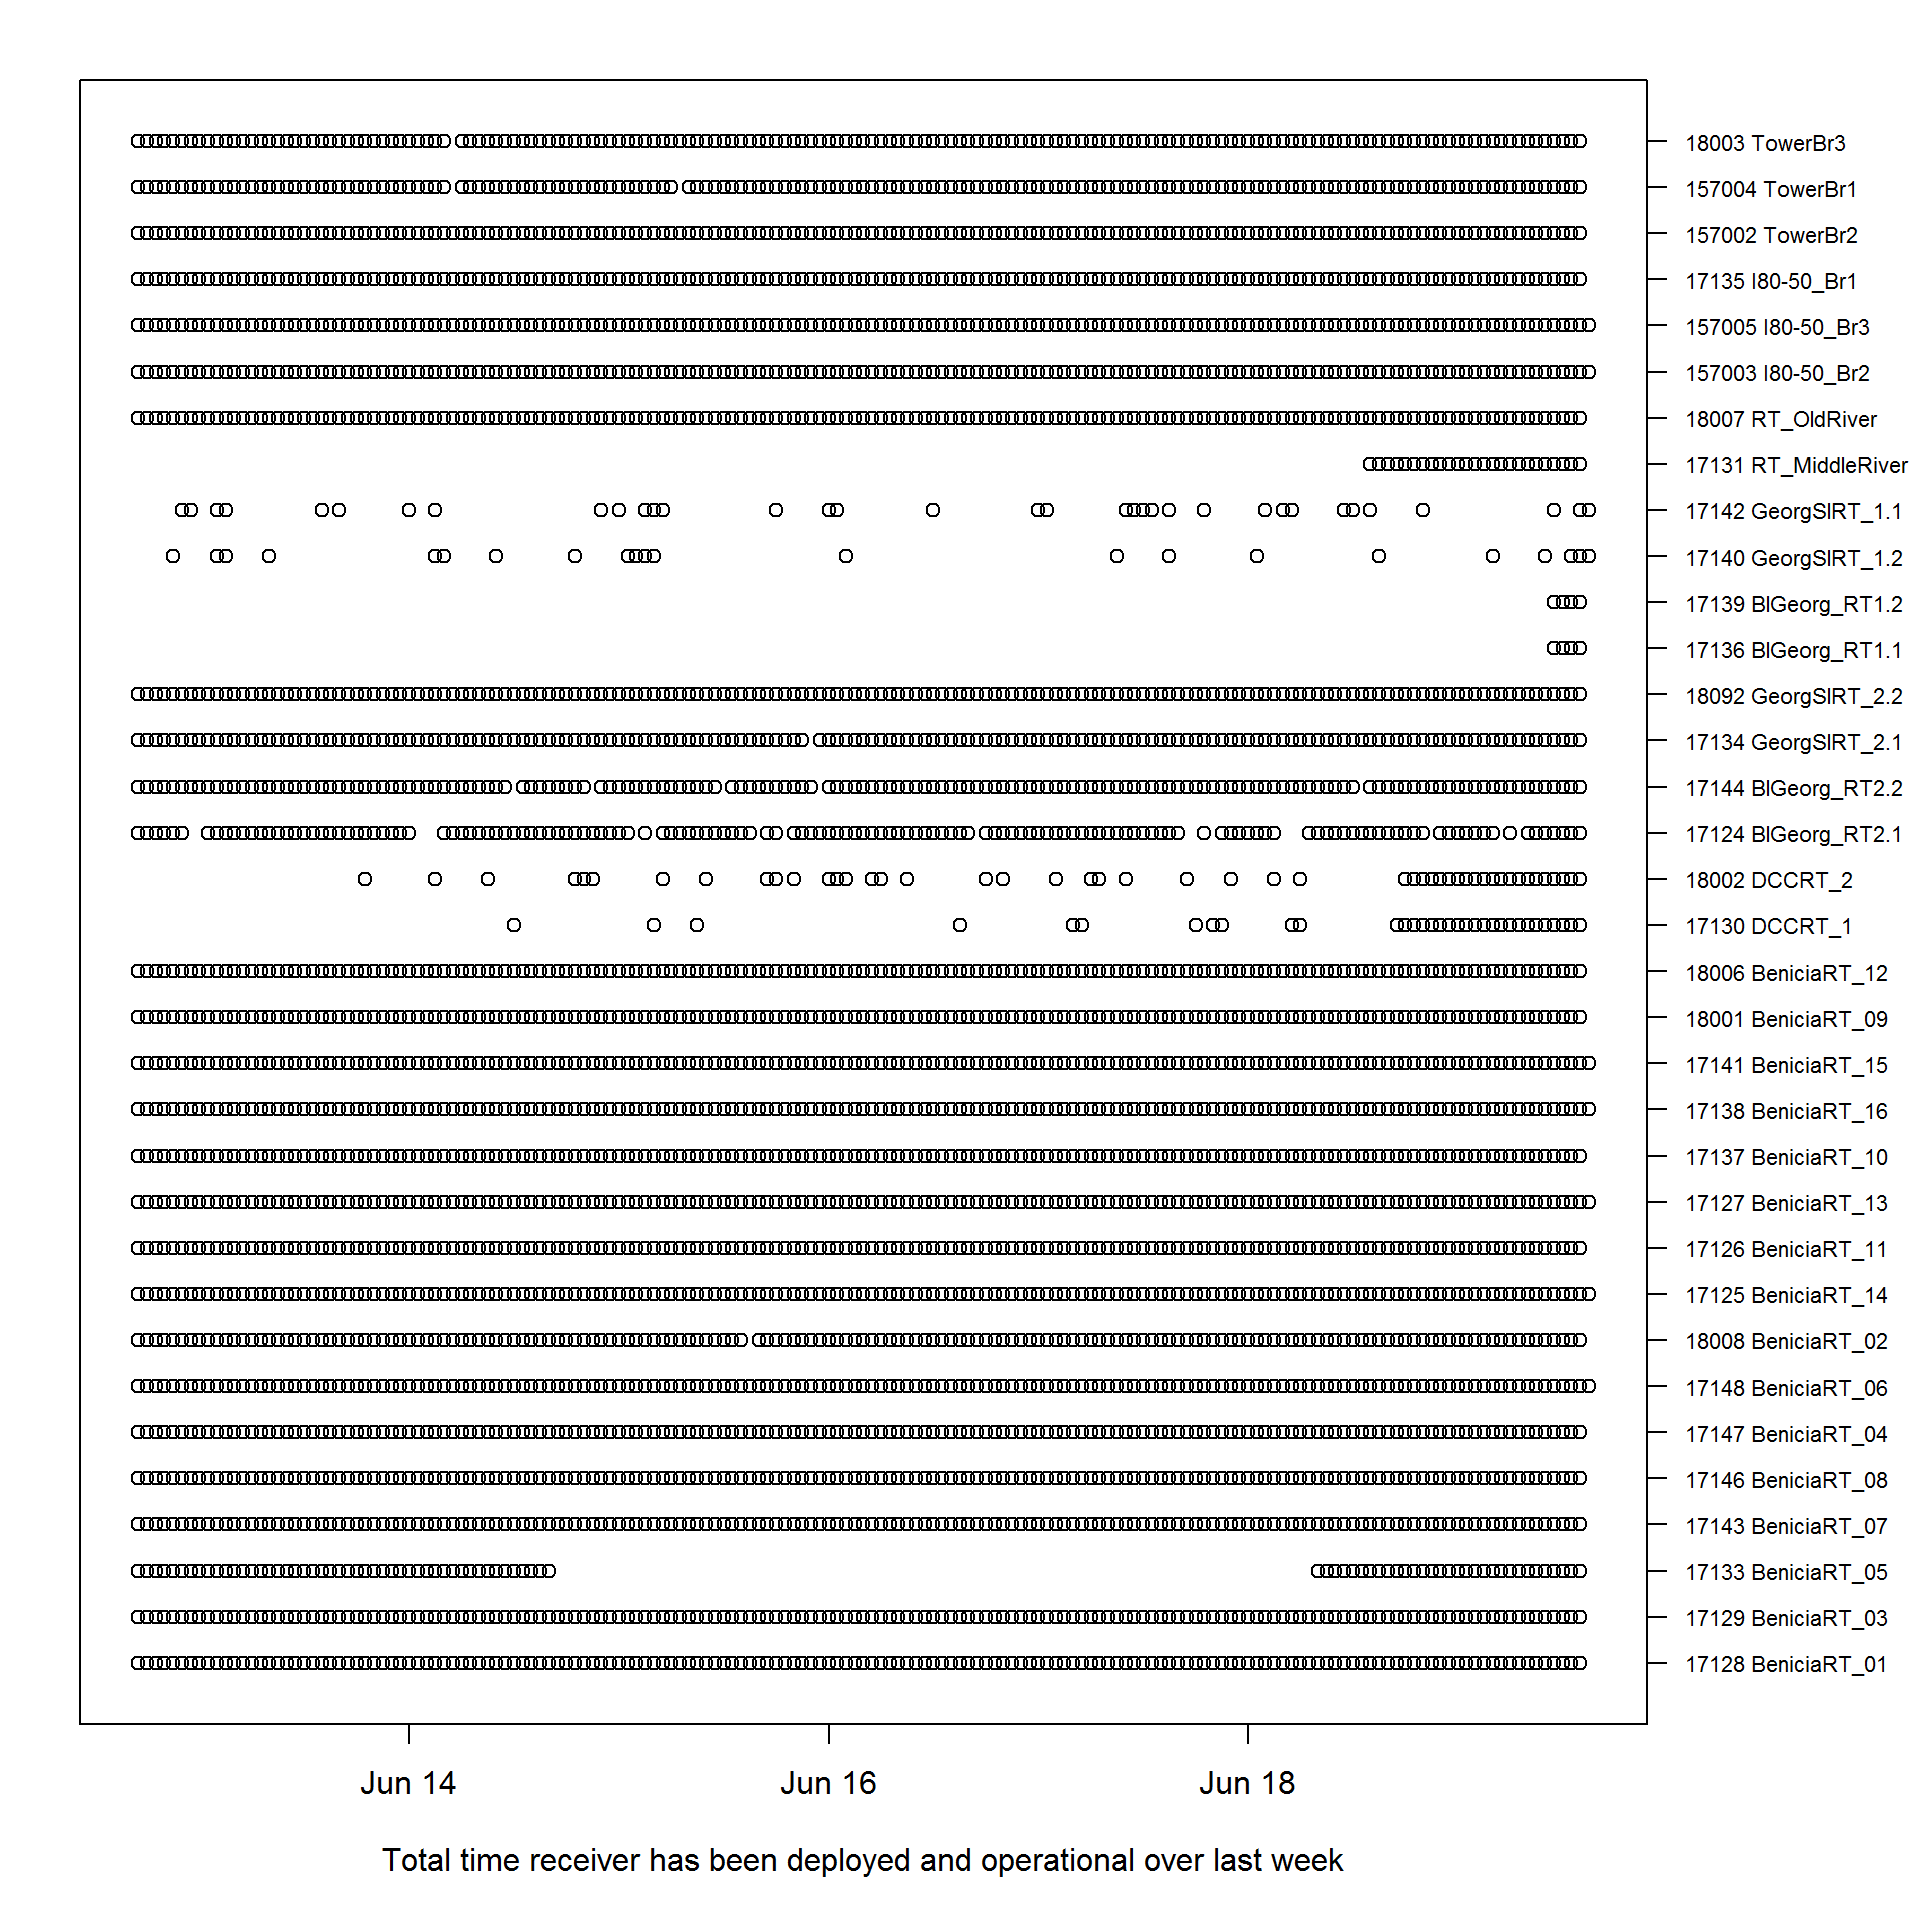 18003 TowerBr3
157004 TowerBr1
157002 TowerBr2
17135 I80-50_Br1
157005 I80-50_Br3
157003 I80-50_Br2
18007 RT_OldRiver
17131 RT_MiddleRiver
17142 GeorgSlRT_1.1
17140 GeorgSlRT_1.2
17139 BlGeorg_RT1.2
17136 BlGeorg_RT1.1
18092 GeorgSlRT_2.2
17134 GeorgSlRT_2.1
17144 BlGeorg_RT2.2
17124 BlGeorg_RT2.1
18002 DCCRT_2
17130 DCCRT_1
18006 BeniciaRT_12
18001 BeniciaRT_09
17141 BeniciaRT_15
17138 BeniciaRT_16
17137 BeniciaRT_10
17127 BeniciaRT_13
17126 BeniciaRT_11
17125 BeniciaRT_14
18008 BeniciaRT_02
17148 BeniciaRT_06
17147 BeniciaRT_04
17146 BeniciaRT_08
17143 BeniciaRT_07
17133 BeniciaRT_05
17129 BeniciaRT_03
17128 BeniciaRT_01
Jun 14 Jun 16 Jun 18
Total time receiver has been deployed and operational over last week